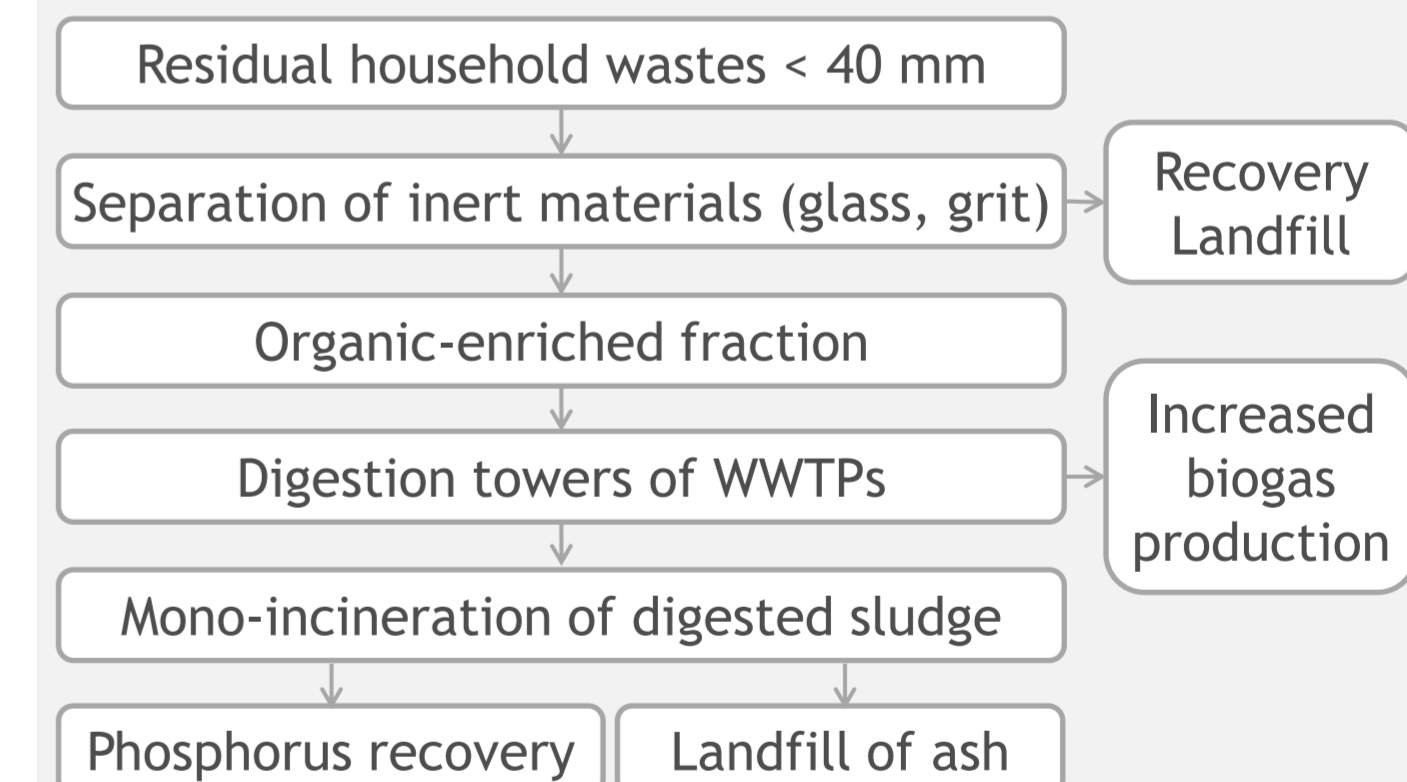 Residual household wastes < 40 mm
Separation of inert materials (glass, grit)
Recovery
Landfill
Organic-enriched fraction
Digestion towers of WWTPs
Increased
biogas
production
Mono-incineration of digested sludge
Phosphorus recovery
Landfill of ash